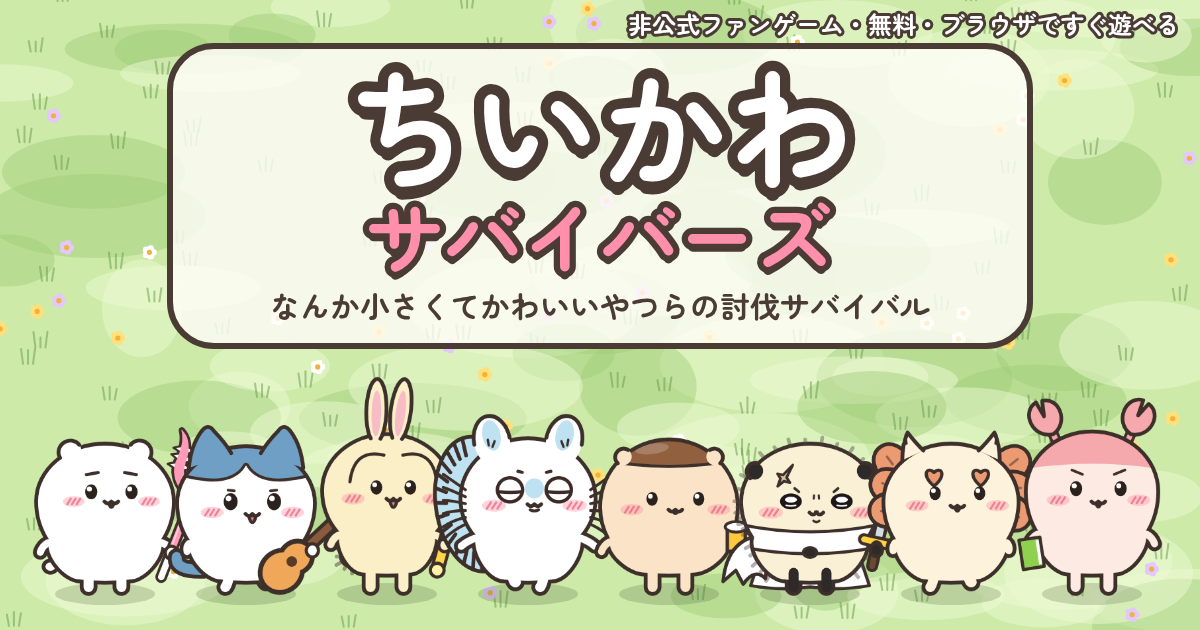 非公式ファンゲーム・無料・ブラウザですぐ遊べる
ちいかわ
サバイバーズ
なんか小さくてかわいいやつらの討伐サバイバル